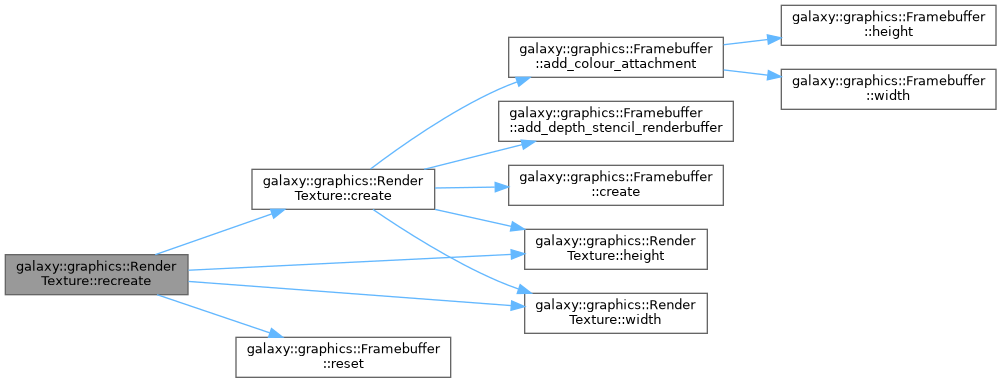 galaxy::graphics::Framebuffer
::height
galaxy::graphics::Framebuffer
::add_colour_attachment
galaxy::graphics::Framebuffer
::width
galaxy::graphics::Framebuffer
::add_depth_stencil_renderbuffer
galaxy::graphics::Render
Texture::create
galaxy::graphics::Framebuffer
::create
galaxy::graphics::Render
Texture::height
galaxy::graphics::Render
Texture::recreate
galaxy::graphics::Render
Texture::width
galaxy::graphics::Framebuffer
::reset